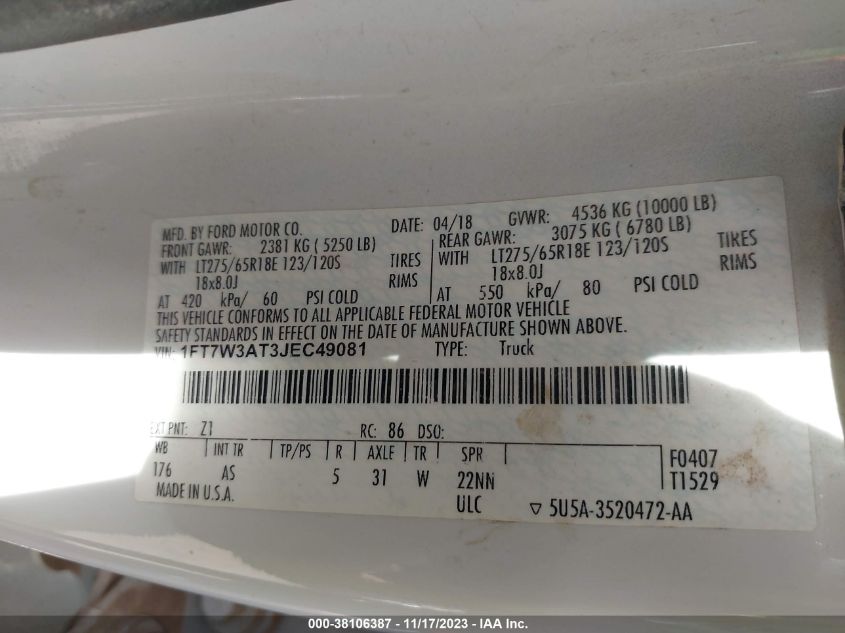 MFD. BY FORD MOTOR CO. DATE: 04/18 GVWR: 4536 KG (10000 LB)
FRONT GAWR: 2381 KG ( 5250 LB) REAR GAWR: 3075 KG ( 6780 LB)
WITH LT275/65R18E 123/120S TIRES WITH LT275/65R18E 123/120S TIRES
18x8.0J RIMS 18x8.0J RIMS
AT 420 kPa/ 60 PSI COLD AT 550 kPa/ 80 PSI COLD
THIS VEHICLE CONFORMS TO ALL APPLICABLE FEDERAL MOTOR VEHICLE
SAFETY STANDARDS IN EFFECT ON THE DATE OF MANUFACTURE SHOWN ABOVE.
VIN: 1FT7W3AT3JEC49081 TYPE: Truck
EXT PNT: Z1 RC: 86 DSO:
WB INT TR TP/PS R AXLE TR SPR F0407
176 AS 5 31 W 22NN T1529
MADE IN U.S.A. ULC ▽ 5U5A-3520472-AA
000-38106387 - 11/17/2023 - IAA Inc.